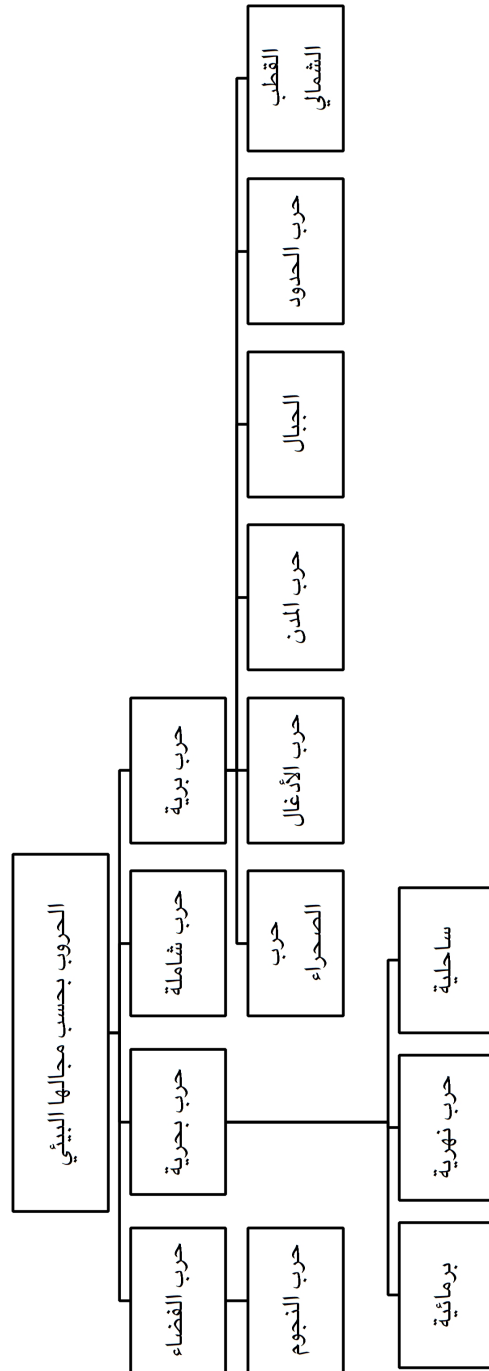 الحروب بحسب مجالها البيئي
حرب برية
حرب شاملة
حرب بحرية
حرب الفضاء
القطب
الشمالي
حرب الحدود
الجبال
حرب المدن
حرب الأدغال
حرب
الصحراء
حرب النجوم
ساحلية
حرب نهرية
برمائية